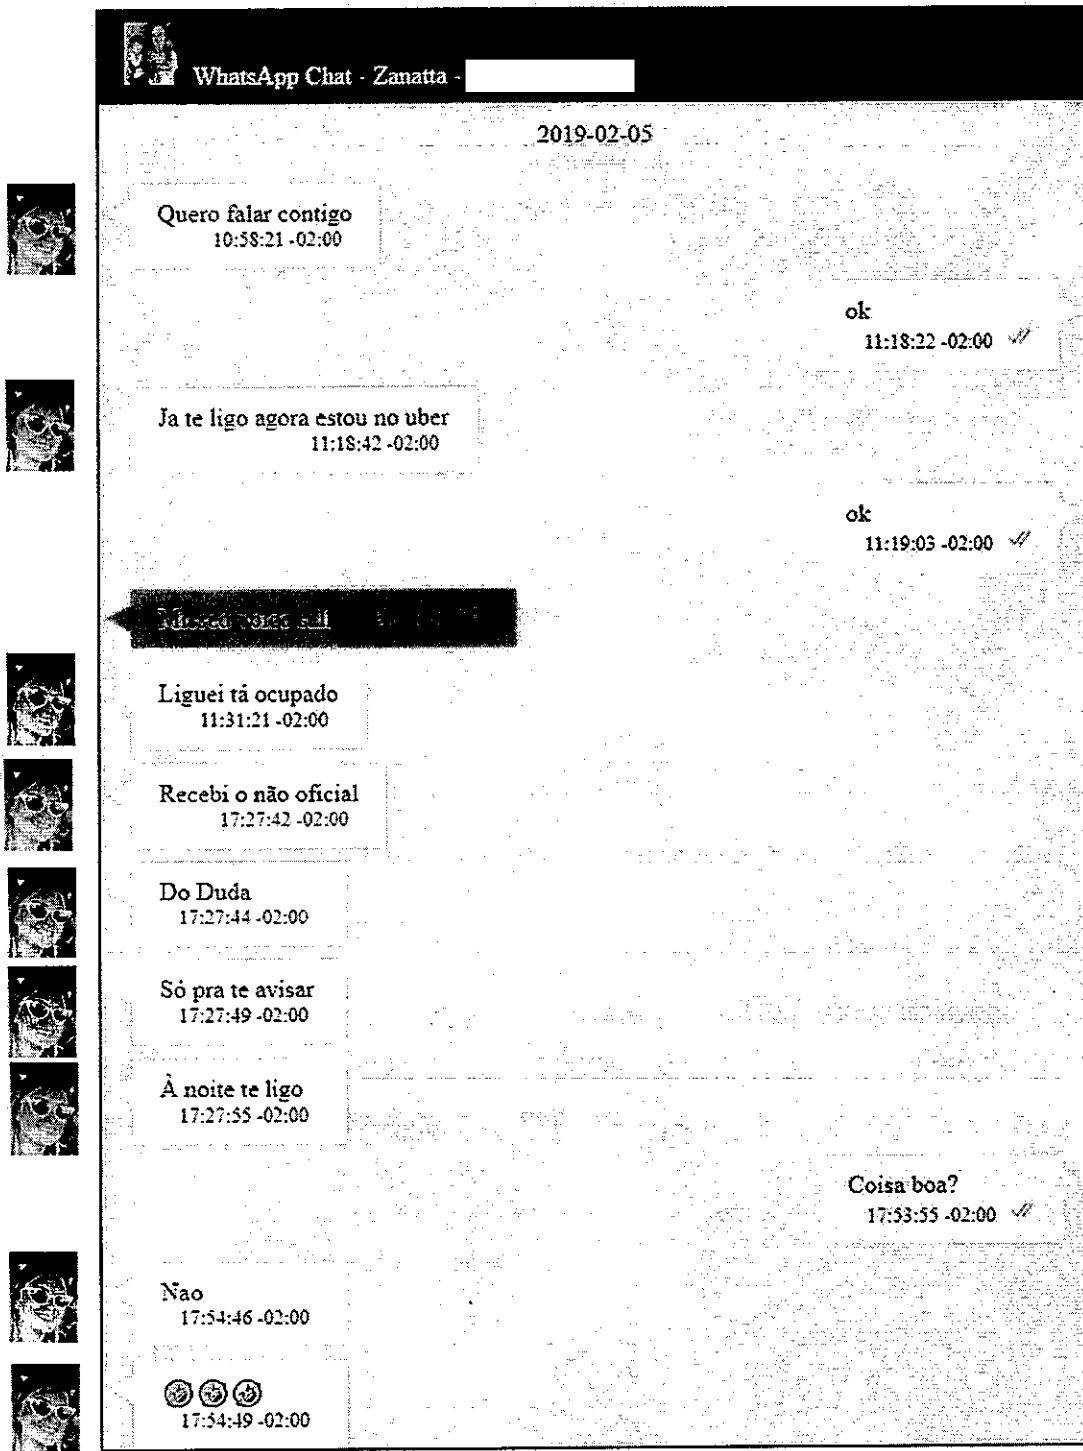 WhatsApp Chat - Zanatta -
2019-02-05
Quero falar contigo
10:58:21 -02:00
ok
11:18:22 -02:00
Ja te ligo agora estou no uber
11:18:42 -02:00
ok
11:19:03 -02:00
Missed voice call
Liguei tá ocupado
11:31:21 -02:00
Recebi o não oficial
17:27:42 -02:00
Do Duda
17:27:44 -02:00
Só pra te avisar
17:27:49 -02:00
À noite te ligo
17:27:55 -02:00
Coisa boa?
17:53:55 -02:00
Nao
17:54:46 -02:00
17:54:49 -02:00